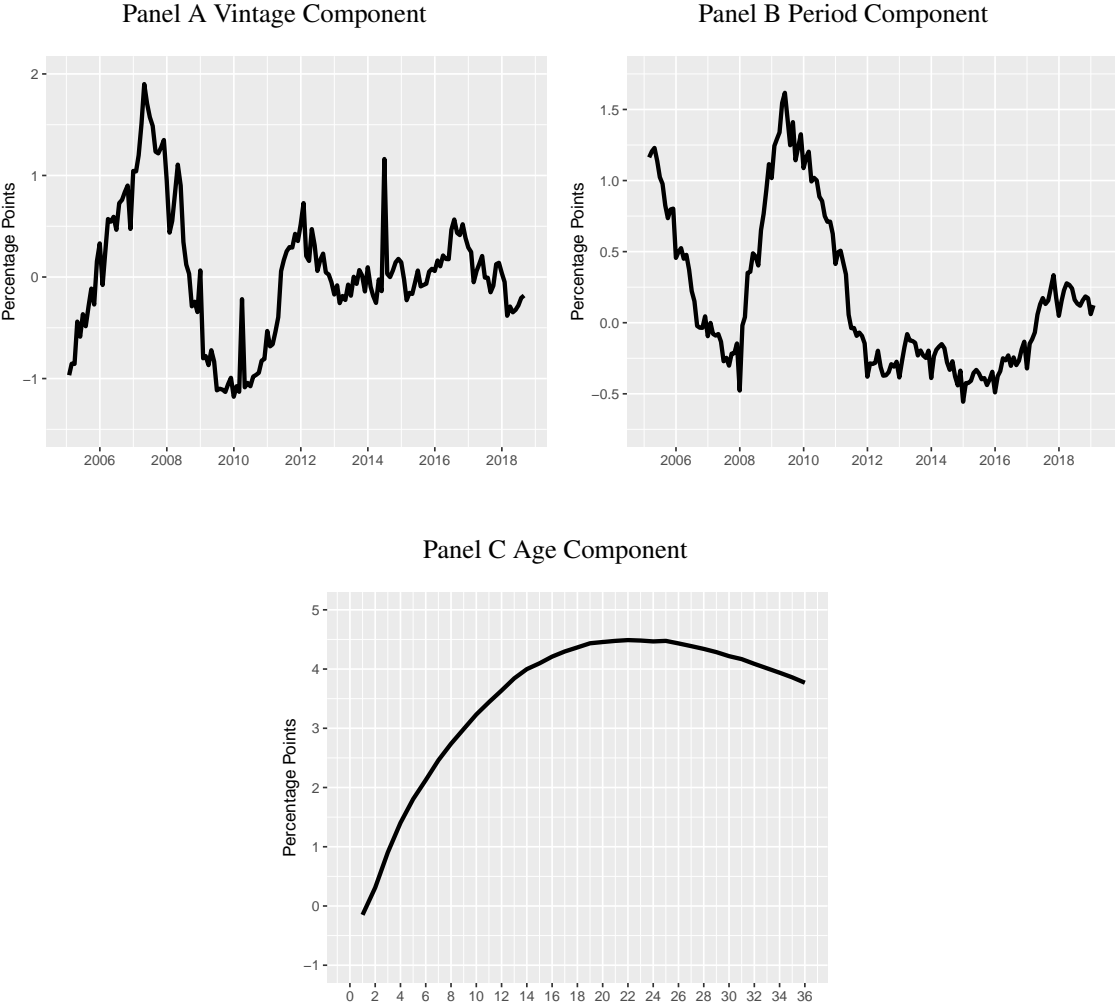 Panel A Vintage Component
Panel B Period Component
Percentage Points
2
1
0
−1
2006 2008 2010 2012 2014 2016 2018
Percentage Points
1.5
1.0
0.5
0.0
−0.5
2006 2008 2010 2012 2014 2016 2018
Panel C Age Component
Percentage Points
5
4
3
2
1
0
−1
0 2 4 6 8 10 12 14 16 18 20 22 24 26 28 30 32 34 36